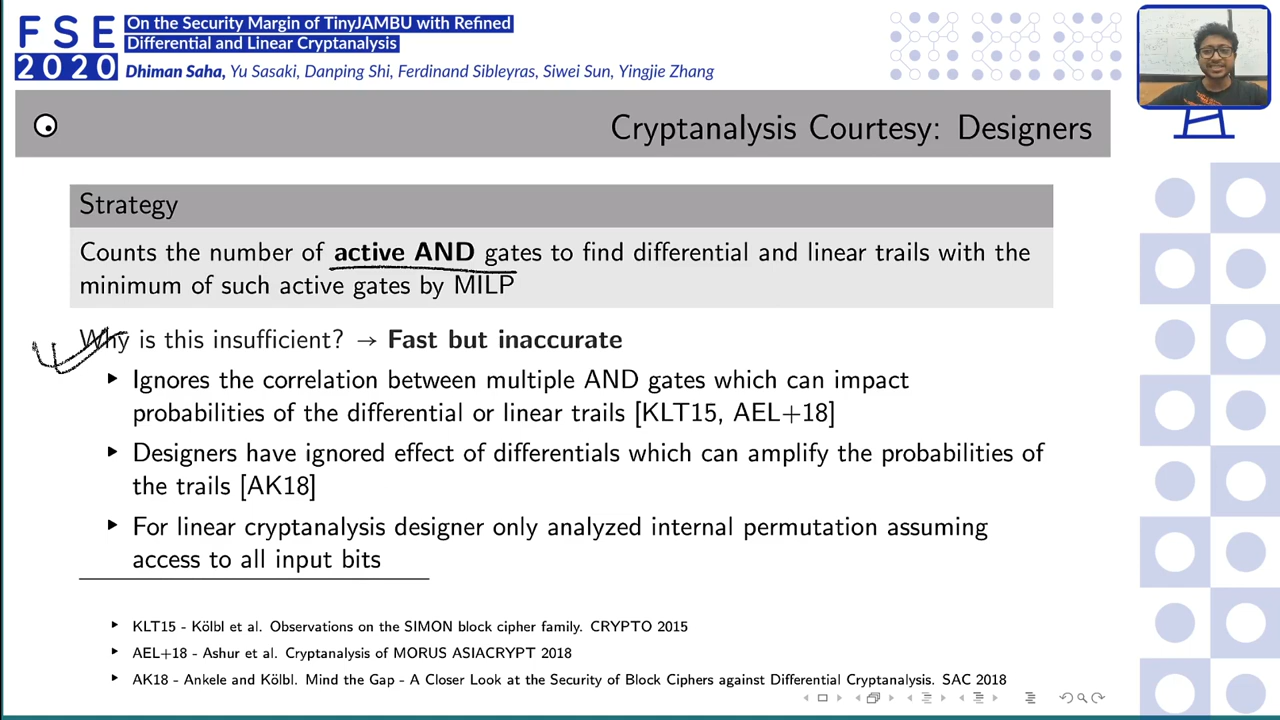 FSE
2020
On the Security Margin of TinyJAMBU with Refined
Differential and Linear Cryptanalysis
Dhiman Saha, Yu Sasaki, Danping Shi, Ferdinand Sibleyras, Siwei Sun, Yingjie Zhang
Cryptanalysis Courtesy: Designers
Strategy
Counts the number of active AND gates to find differential and linear trails with the
minimum of such active gates by MILP
Why is this insufficient? → Fast but inaccurate
Ignores the correlation between multiple AND gates which can impact
probabilities of the differential or linear trails [KLT15, AEL+18]
Designers have ignored effect of differentials which can amplify the probabilities of
the trails [AK18]
For linear cryptanalysis designer only analyzed internal permutation assuming
access to all input bits
KLT15 - Kölbl et al. Observations on the SIMON block cipher family. CRYPTO 2015
AEL+18 - Ashur et al. Cryptanalysis of MORUS ASIACRYPT 2018
AK18 - Ankele and Kölbl. Mind the Gap - A Closer Look at the Security of Block Ciphers against Differential Cryptanalysis. SAC 2018